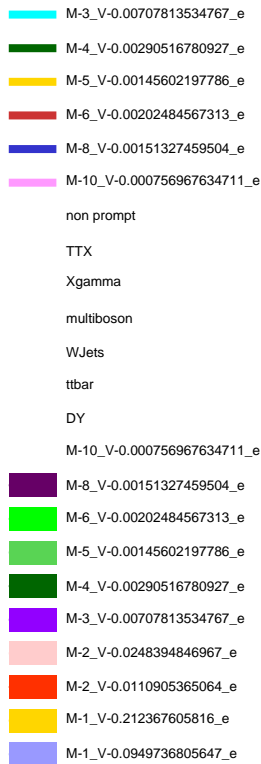 M-3_V-0.00707813534767_e
M-4_V-0.00290516780927_e
M-5_V-0.00145602197786_e
M-6_V-0.00202484567313_e
M-8_V-0.00151327459504_e
M-10_V-0.000756967634711_e
non prompt
TTX
Xgamma
multiboson
WJets
ttbar
DY
M-10_V-0.000756967634711_e
M-8_V-0.00151327459504_e
M-6_V-0.00202484567313_e
M-5_V-0.00145602197786_e
M-4_V-0.00290516780927_e
M-3_V-0.00707813534767_e
M-2_V-0.0248394846967_e
M-2_V-0.0110905365064_e
M-1_V-0.212367605816_e
M-1_V-0.0949736805647_e